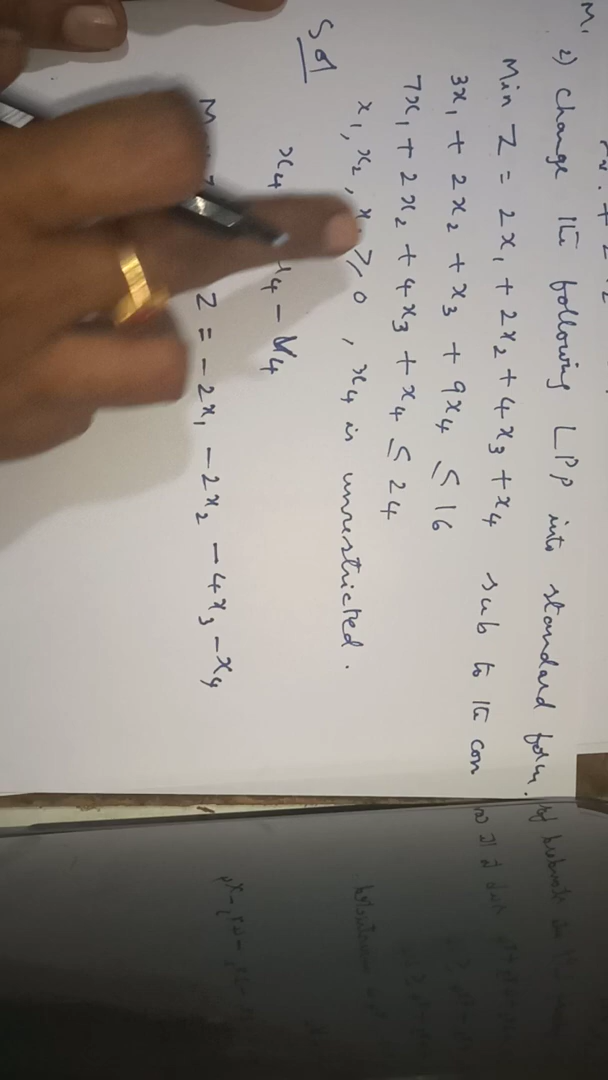 2) Change the following LPP into standard form.
Min Z = 2x₁ + 2x₂ + 4x₃ + x₄ sub to the con
3x₁ + 2x₂ + x₃ + 9x₄ ≤ 16
7x₁ + 2x₂ + 4x₃ + x₄ ≤ 24
x₁, x₂, x ≥ 0, x₄ is unrestricted.
Sol
x₄ 4 - V₄
Z = -2x₁ - 2x₂ - 4x₃ - x₄